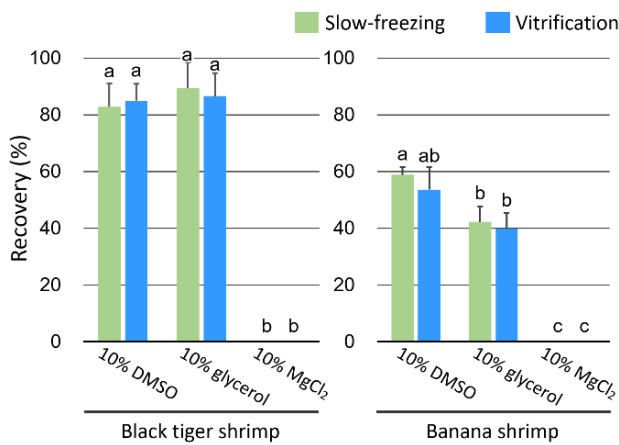 Slow-freezing Vitrification
Recovery (%)
100
80
60
40
20
0
a a a a b b
10% DMSO
10% glycerol
10% MgCl₂
Black tiger shrimp
100
80
60
40
20
0
a ab b b c c
10% DMSO
10% glycerol
10% MgCl₂
Banana shrimp